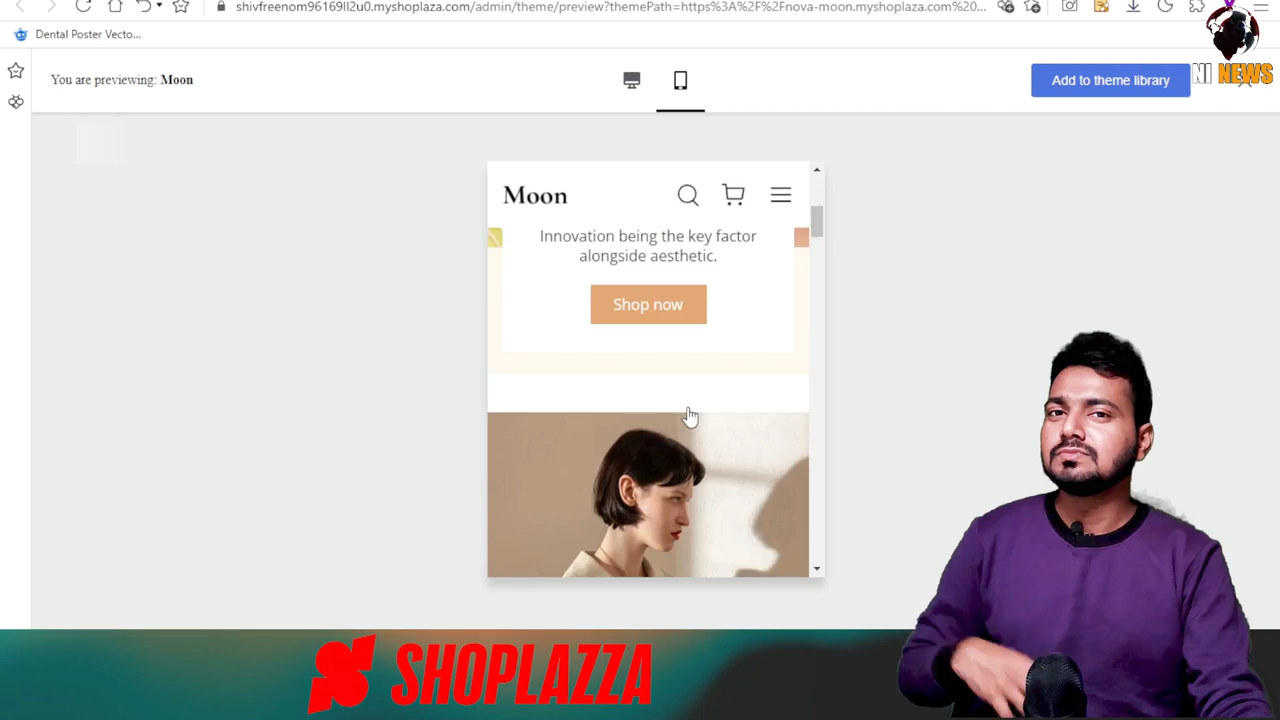 shivfreenom96169ll2u0.myshoplaza.com/admin/theme/preview?themePath=https%3A%2F%2Fnova-moon.myshoplaza.com%20...
Dental Poster Vecto...
NI NEWS
You are previewing: Moon
Add to theme library
Moon
Innovation being the key factor
alongside aesthetic.
Shop now
SHOPLAZZA